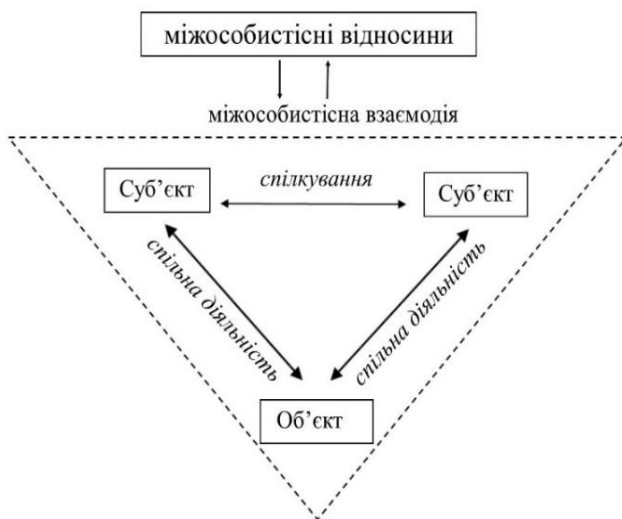 міжособистісні відносини
міжособистісна взаємодія
Суб’єкт
спілкування
Суб’єкт
спільна діяльність
спільна діяльність
Об’єкт